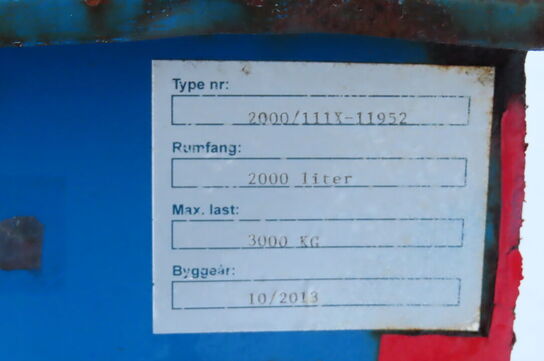 Type nr:
2000/111X-11952
Rumfang:
2000 liter
Max. last:
3000 KG
Byggeår:
10/2013